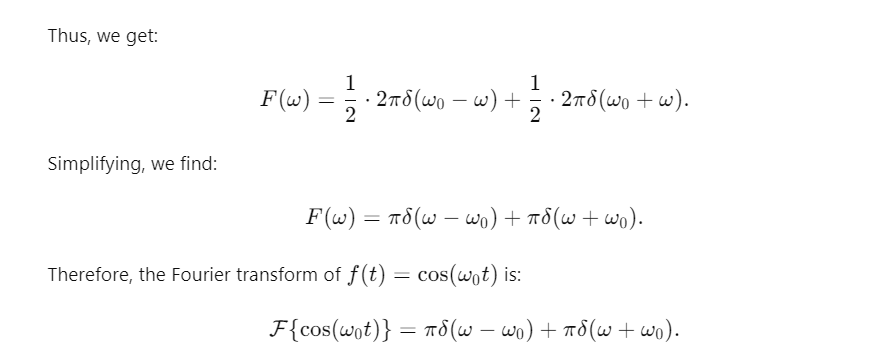 Thus, we get:
F(ω) = 1/2 · 2πδ(ω₀ − ω) + 1/2 · 2πδ(ω₀ + ω).
Simplifying, we find:
F(ω) = πδ(ω − ω₀) + πδ(ω + ω₀).
Therefore, the Fourier transform of f(t) = cos(ω₀t) is:
ℱ{cos(ω₀t)} = πδ(ω − ω₀) + πδ(ω + ω₀).